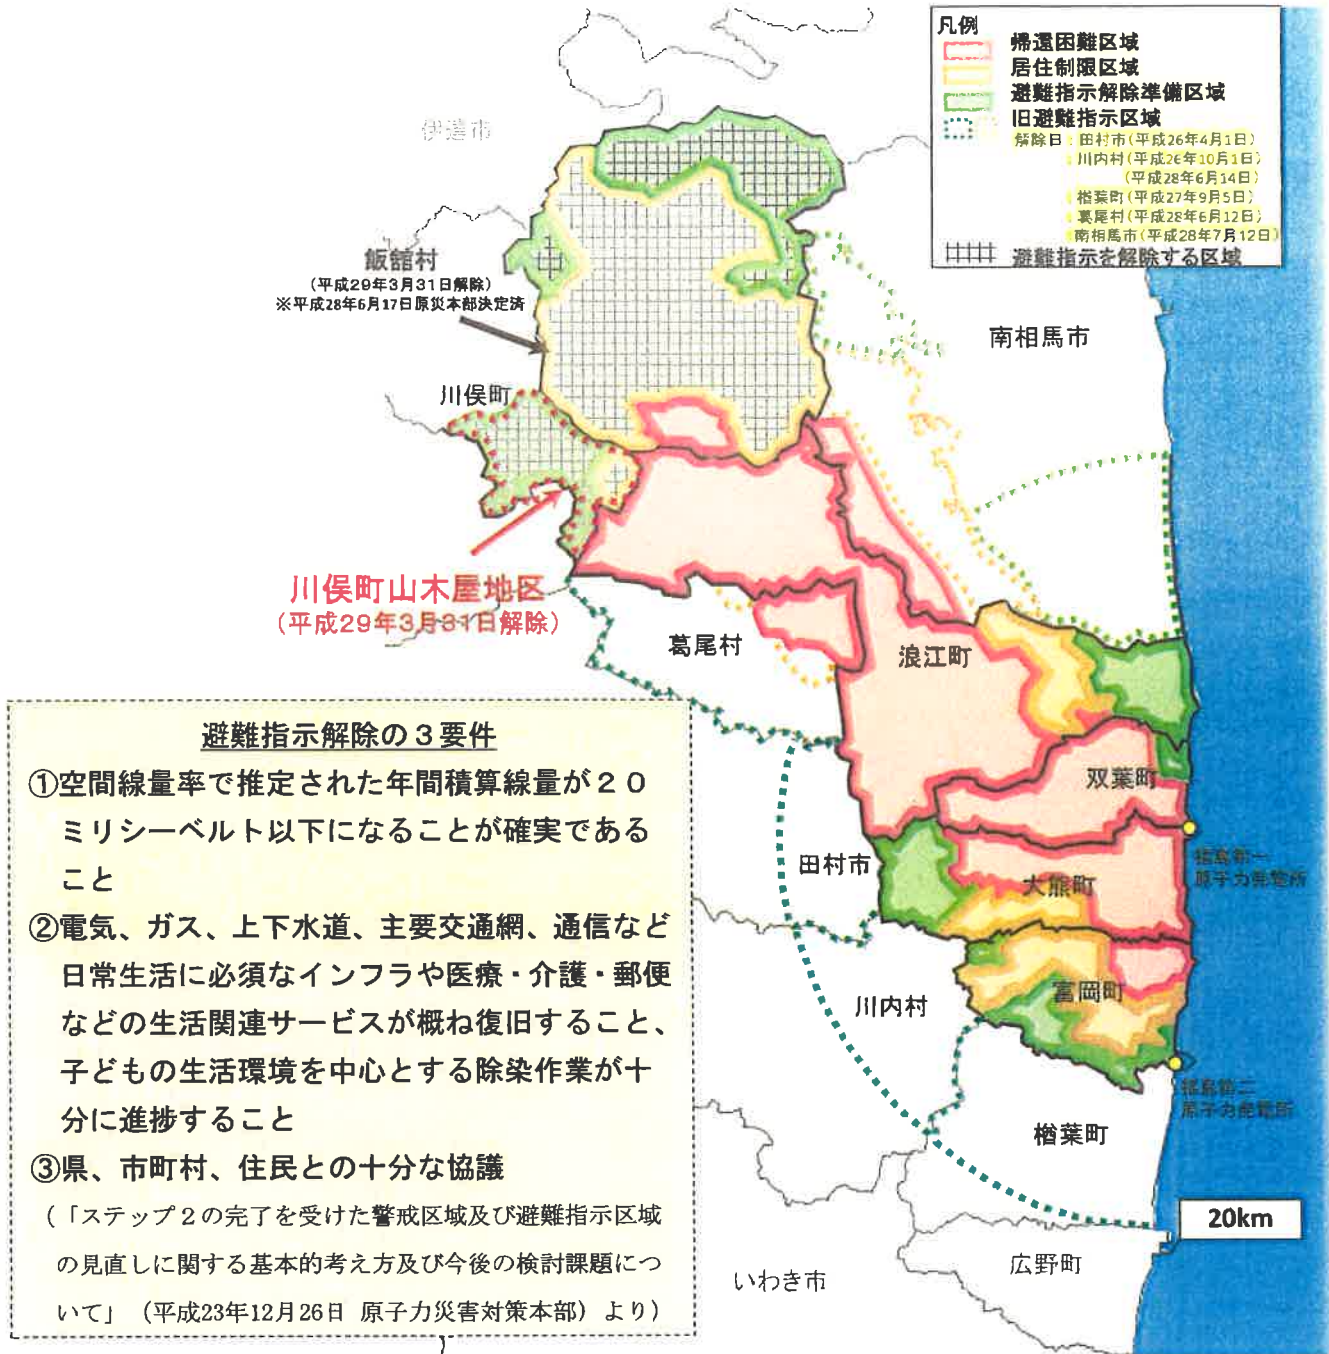 凡例
帰還困難区域
居住制限区域
避難指示解除準備区域
旧避難指示区域
解除日：田村市(平成26年4月1日)
：川内村(平成26年10月1日)
(平成28年6月14日)
：楢葉町(平成27年9月5日)
：葛尾村(平成28年6月12日)
：南相馬市(平成28年7月12日)
避難指示を解除する区域
伊達市
飯舘村
(平成29年3月31日解除)
※平成28年6月17日原災本部決定済
南相馬市
川俣町
川俣町山木屋地区
(平成29年3月31日解除)
葛尾村
浪江町
双葉町
福島第一
原子力発電所
田村市
大熊町
川内村
富岡町
福島第二
原子力発電所
楢葉町
20km
広野町
いわき市
避難指示解除の３要件
①空間線量率で推定された年間積算線量が２０
ミリシーベルト以下になることが確実である
こと
②電気、ガス、上下水道、主要交通網、通信など
日常生活に必須なインフラや医療・介護・郵便
などの生活関連サービスが概ね復旧すること、
子どもの生活環境を中心とする除染作業が十
分に進捗すること
③県、市町村、住民との十分な協議
（「ステップ２の完了を受けた警戒区域及び避難指示区域
の見直しに関する基本的考え方及び今後の検討課題につ
いて」（平成23年12月26日 原子力災害対策本部）より）